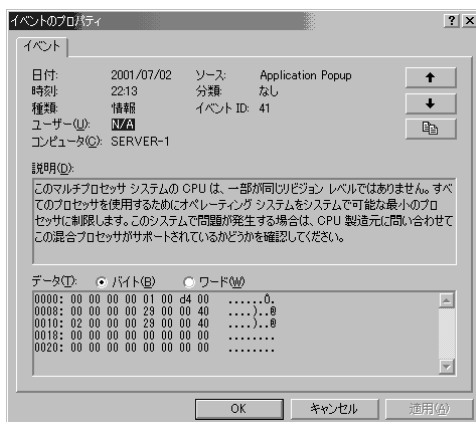 イベントのプロパティ
イベント
日付: 2001/07/02 ソース: Application Popup
時刻: 22:13 分類: なし
種類: 情報 イベント ID: 41
ユーザー(U): N/A
コンピュータ(C): SERVER-1
説明(D):
このマルチプロセッサ システムの CPU は、一部が同じリビジョン レベルではありません。すべ
てのプロセッサを使用するためにオペレーティング システムをシステムで可能な最小のプロ
セッサに制限します。このシステムで問題が発生する場合は、CPU 製造元に問い合わせて
この混合プロセッサがサポートされているかどうかを確認してください。
データ(T): バイト(B) ワード(W)
0000: 00 00 00 00 01 00 d4 00 ......Ô.
0008: 00 00 00 00 29 00 00 40 ....)..@
0010: 02 00 00 00 29 00 00 40 ....)..@
0018: 00 00 00 00 00 00 00 00 ........
0020: 00 00 00 00 00 00 00 00 ........
OK キャンセル 適用(A)